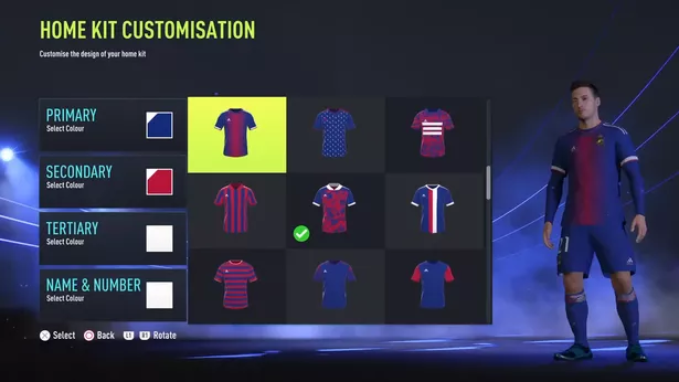 HOME KIT CUSTOMISATION
Customise the design of your home kit
PRIMARY
Select Colour
SECONDARY
Select Colour
TERTIARY
Select Colour
NAME & NUMBER
Select Colour
Select Back L1 R1 Rotate